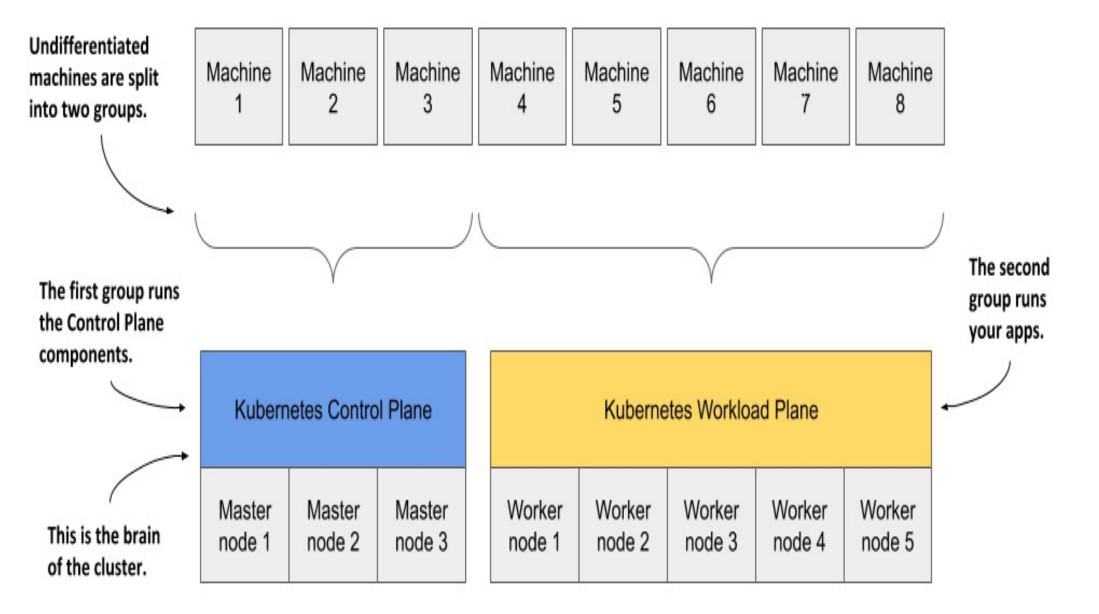 Undifferentiated
machines are split
into two groups.
Machine
1
Machine
2
Machine
3
Machine
4
Machine
5
Machine
6
Machine
7
Machine
8
The first group runs
the Control Plane
components.
The second
group runs
your apps.
Kubernetes Control Plane
Kubernetes Workload Plane
This is the brain
of the cluster.
Master
node 1
Master
node 2
Master
node 3
Worker
node 1
Worker
node 2
Worker
node 3
Worker
node 4
Worker
node 5